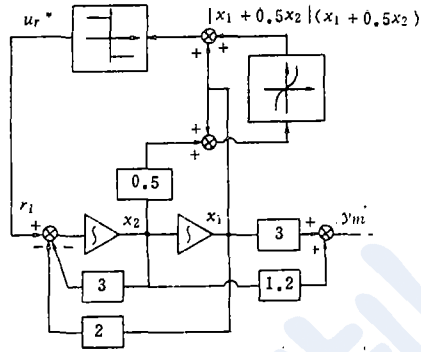 u_r* |x₁ + 0.5x₂|(x₁ + 0.5x₂)
+ +
+ +
0.5
r₁ + x₂ x₁ 3 + y_m
− − +
3 1.2
2